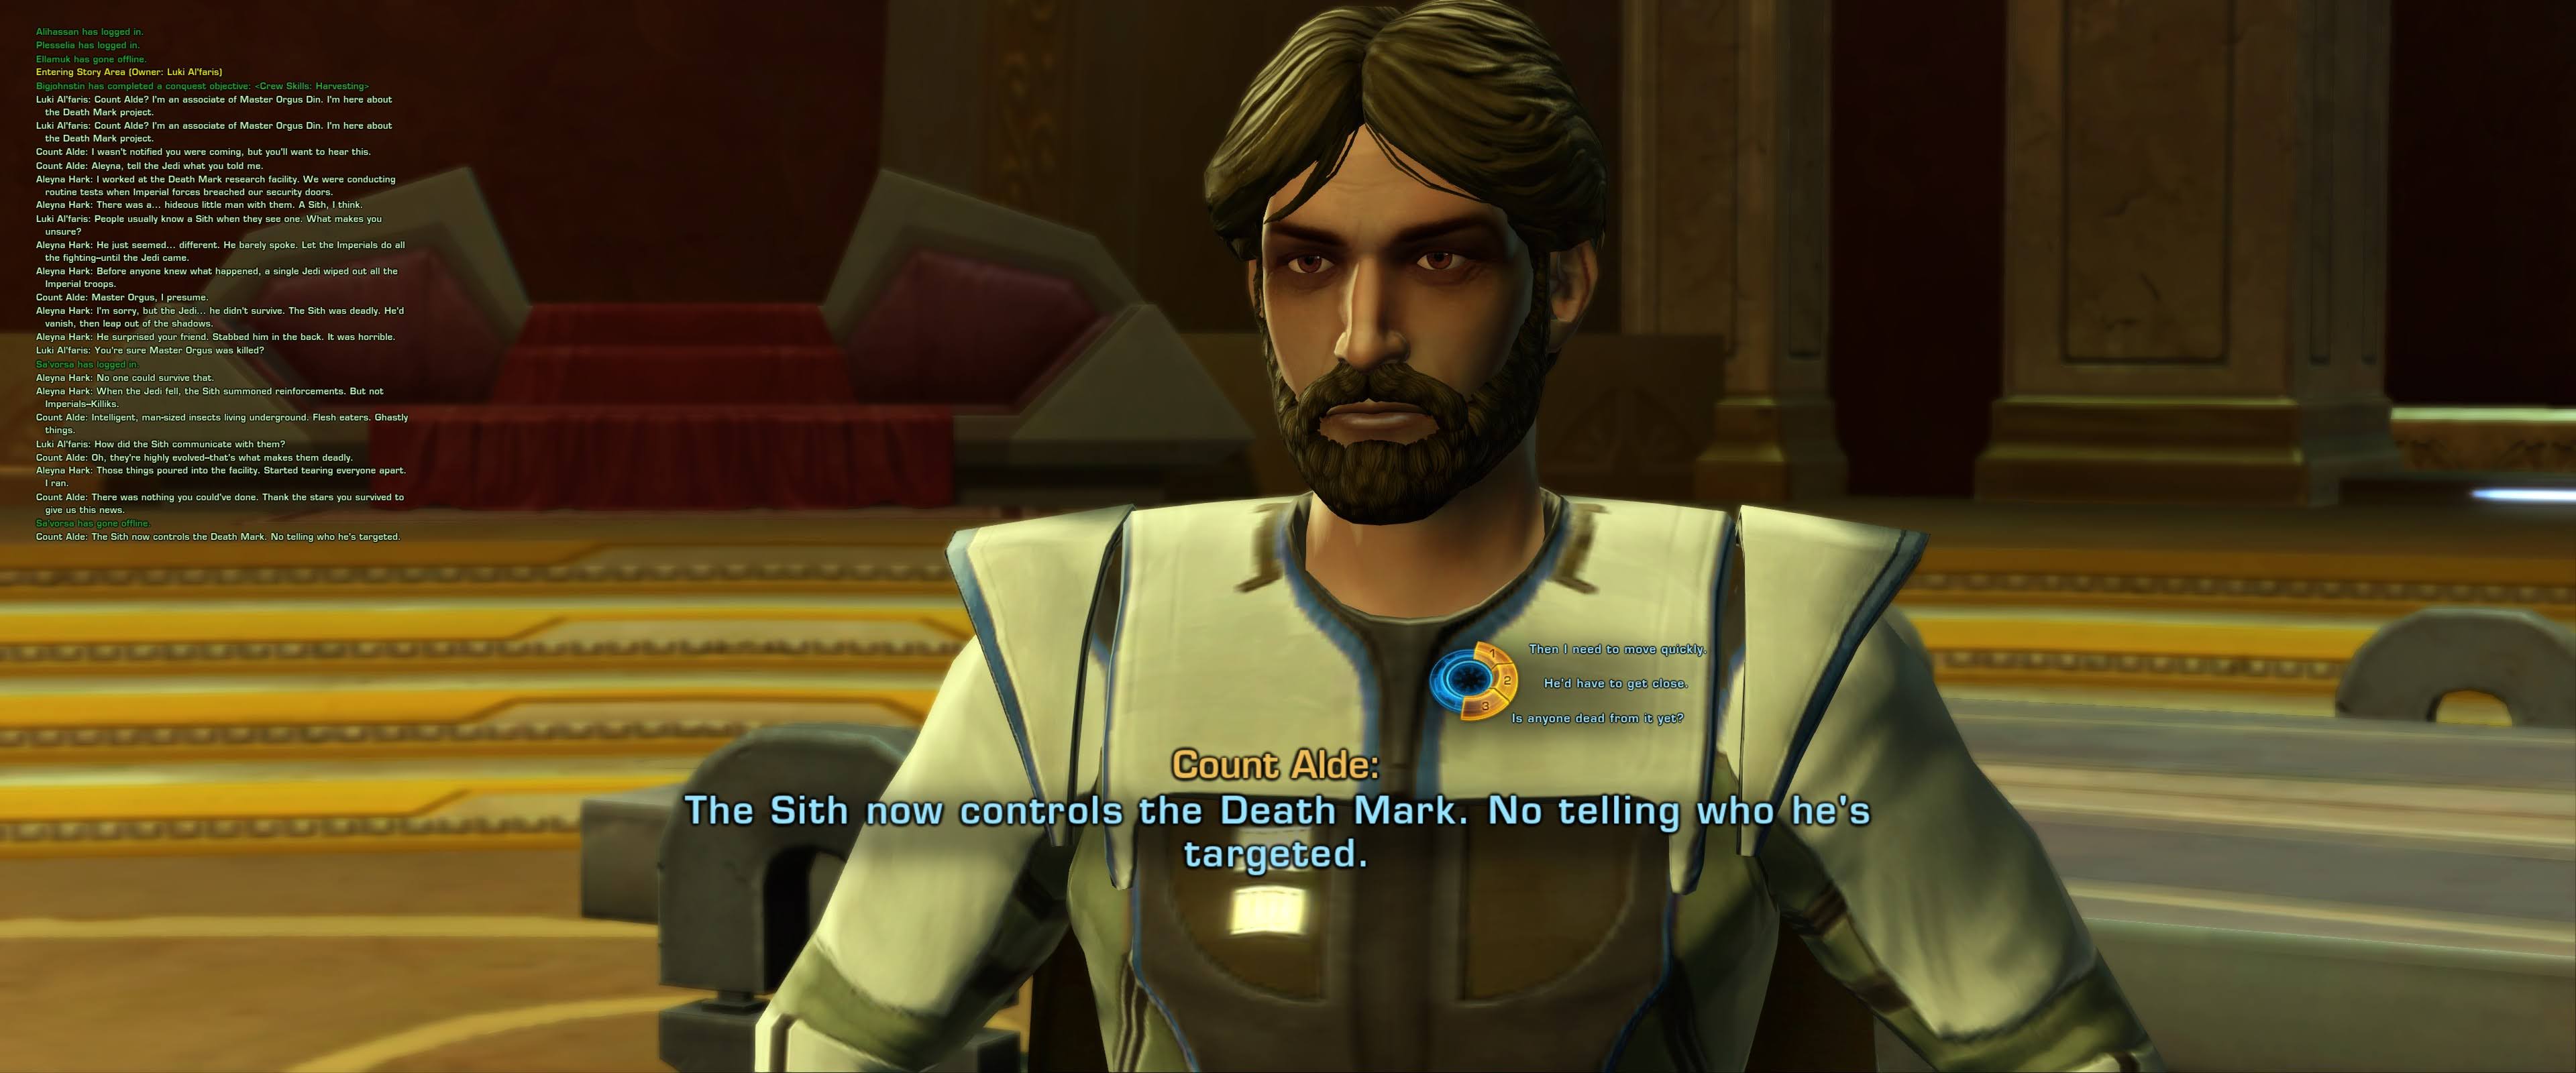 Alihassan has logged in.
Plesselia has logged in.
Ellamuk has gone offline.
Entering Story Area (Owner: Luki Al'faris)
Bigjohnstin has completed a conquest objective: <Crew Skills: Harvesting>
Luki Al'faris: Count Alde? I'm an associate of Master Orgus Din. I'm here about
the Death Mark project.
Luki Al'faris: Count Alde? I'm an associate of Master Orgus Din. I'm here about
the Death Mark project.
Count Alde: I wasn't notified you were coming, but you'll want to hear this.
Count Alde: Aleyna, tell the Jedi what you told me.
Aleyna Hark: I worked at the Death Mark research facility. We were conducting
routine tests when Imperial forces breached our security doors.
Aleyna Hark: There was a... hideous little man with them. A Sith, I think.
Luki Al'faris: People usually know a Sith when they see one. What makes you
unsure?
Aleyna Hark: He just seemed... different. He barely spoke. Let the Imperials do all
the fighting–until the Jedi came.
Aleyna Hark: Before anyone knew what happened, a single Jedi wiped out all the
Imperial troops.
Count Alde: Master Orgus, I presume.
Aleyna Hark: I'm sorry, but the Jedi... he didn't survive. The Sith was deadly. He'd
vanish, then leap out of the shadows.
Aleyna Hark: He surprised your friend. Stabbed him in the back. It was horrible.
Luki Al'faris: You're sure Master Orgus was killed?
Sa'vorsa has logged in.
Aleyna Hark: No one could survive that.
Aleyna Hark: When the Jedi fell, the Sith summoned reinforcements. But not
Imperials–Killiks.
Count Alde: Intelligent, man-sized insects living underground. Flesh eaters. Ghastly
things.
Luki Al'faris: How did the Sith communicate with them?
Count Alde: Oh, they're highly evolved–that's what makes them deadly.
Aleyna Hark: Those things poured into the facility. Started tearing everyone apart.
I ran.
Count Alde: There was nothing you could've done. Thank the stars you survived to
give us this news.
Sa'vorsa has gone offline.
Count Alde: The Sith now controls the Death Mark. No telling who he's targeted.
1 Then I need to move quickly.
2 He'd have to get close.
3 Is anyone dead from it yet?
Count Alde:
The Sith now controls the Death Mark. No telling who he's
targeted.